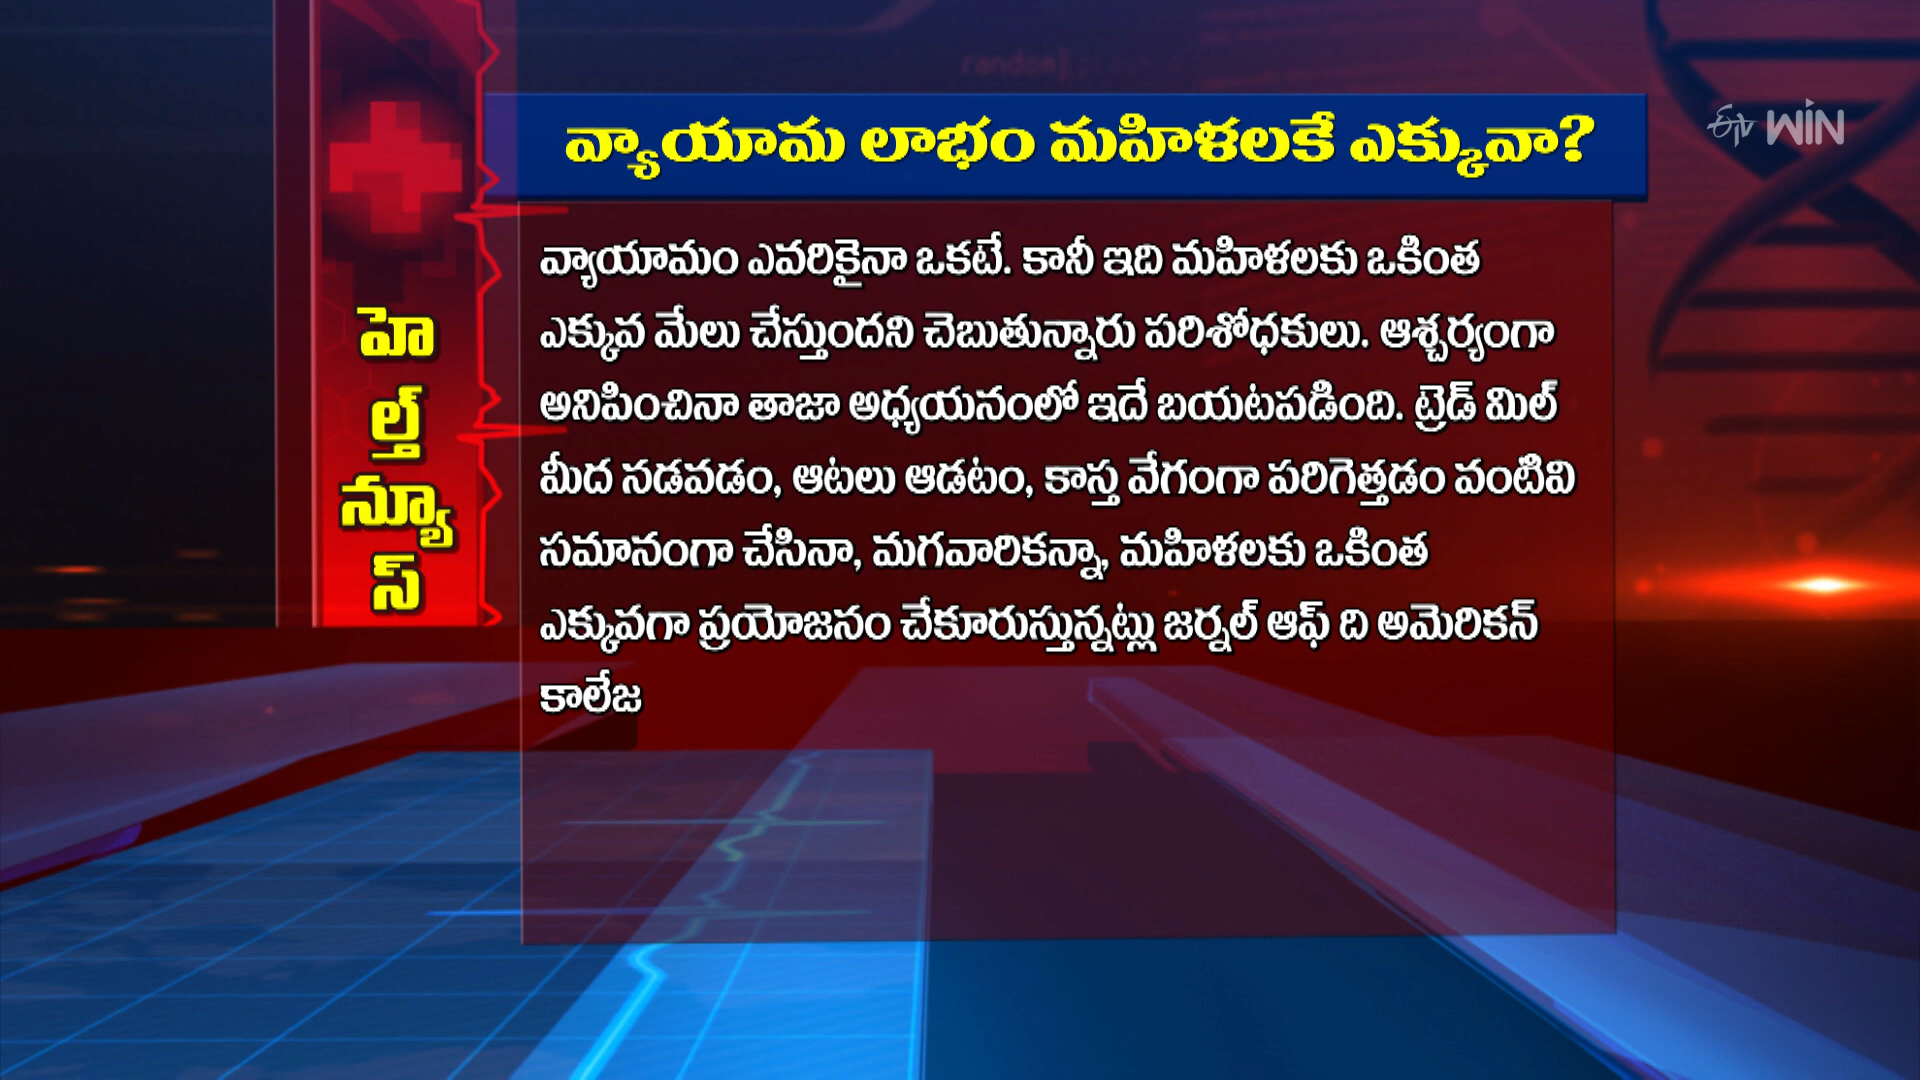 వ్యాయామ లాభం మహిళలకే ఎక్కువా?
ఈటీవీ WIN
హె
ల్త్
న్యూ
స్
వ్యాయామం ఎవరికైనా ఒకటే. కానీ ఇది మహిళలకు ఒకింత
ఎక్కువ మేలు చేస్తుందని చెబుతున్నారు పరిశోధకులు. ఆశ్చర్యంగా
అనిపించినా తాజా అధ్యయనంలో ఇదే బయటపడింది. ట్రెడ్ మిల్
మీద నడవడం, ఆటలు ఆడటం, కాస్త వేగంగా పరిగెత్తడం వంటివి
సమానంగా చేసినా, మగవారికన్నా, మహిళలకు ఒకింత
ఎక్కువగా ప్రయోజనం చేకూరుస్తున్నట్లు జర్నల్ ఆఫ్ ది అమెరికన్
కాలేజ